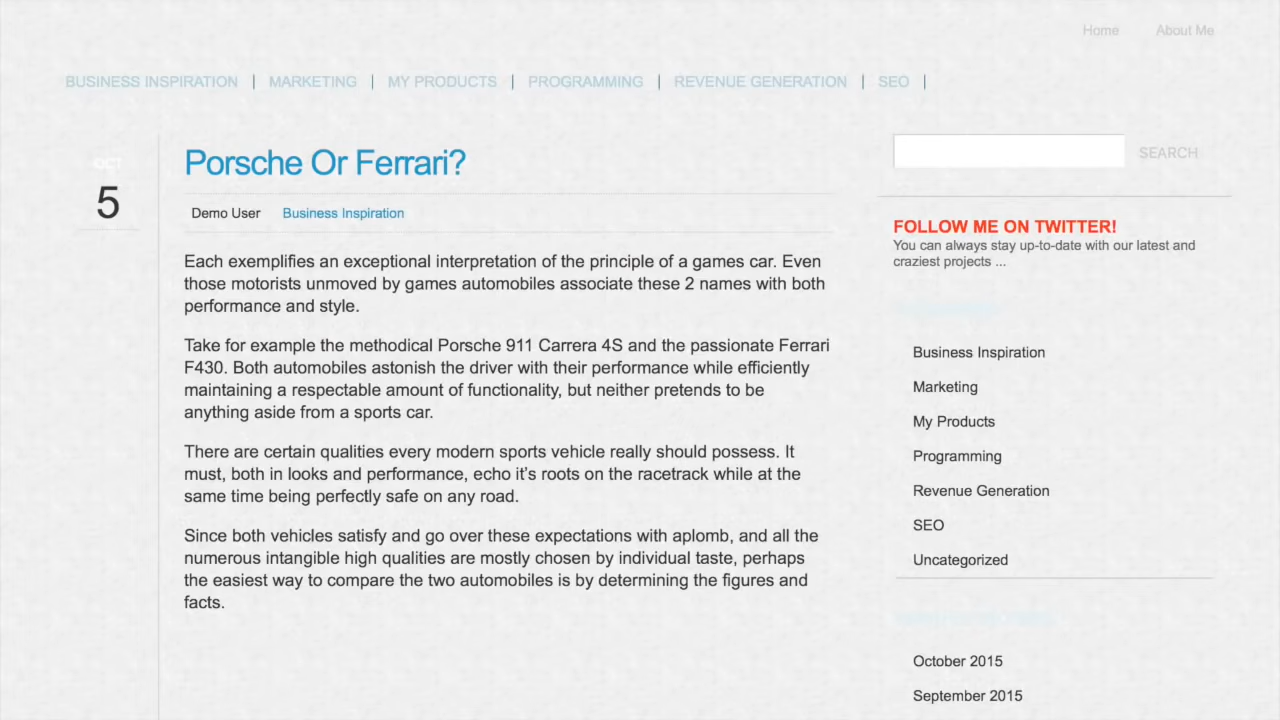 Home About Me
BUSINESS INSPIRATION | MARKETING | MY PRODUCTS | PROGRAMMING | REVENUE GENERATION | SEO |
OCT
5
Porsche Or Ferrari?
Demo User Business Inspiration
Each exemplifies an exceptional interpretation of the principle of a games car. Even
those motorists unmoved by games automobiles associate these 2 names with both
performance and style.
Take for example the methodical Porsche 911 Carrera 4S and the passionate Ferrari
F430. Both automobiles astonish the driver with their performance while efficiently
maintaining a respectable amount of functionality, but neither pretends to be
anything aside from a sports car.
There are certain qualities every modern sports vehicle really should possess. It
must, both in looks and performance, echo it’s roots on the racetrack while at the
same time being perfectly safe on any road.
Since both vehicles satisfy and go over these expectations with aplomb, and all the
numerous intangible high qualities are mostly chosen by individual taste, perhaps
the easiest way to compare the two automobiles is by determining the figures and
facts.
SEARCH
FOLLOW ME ON TWITTER!
You can always stay up-to-date with our latest and
craziest projects ...
Business Inspiration
Marketing
My Products
Programming
Revenue Generation
SEO
Uncategorized
October 2015
September 2015